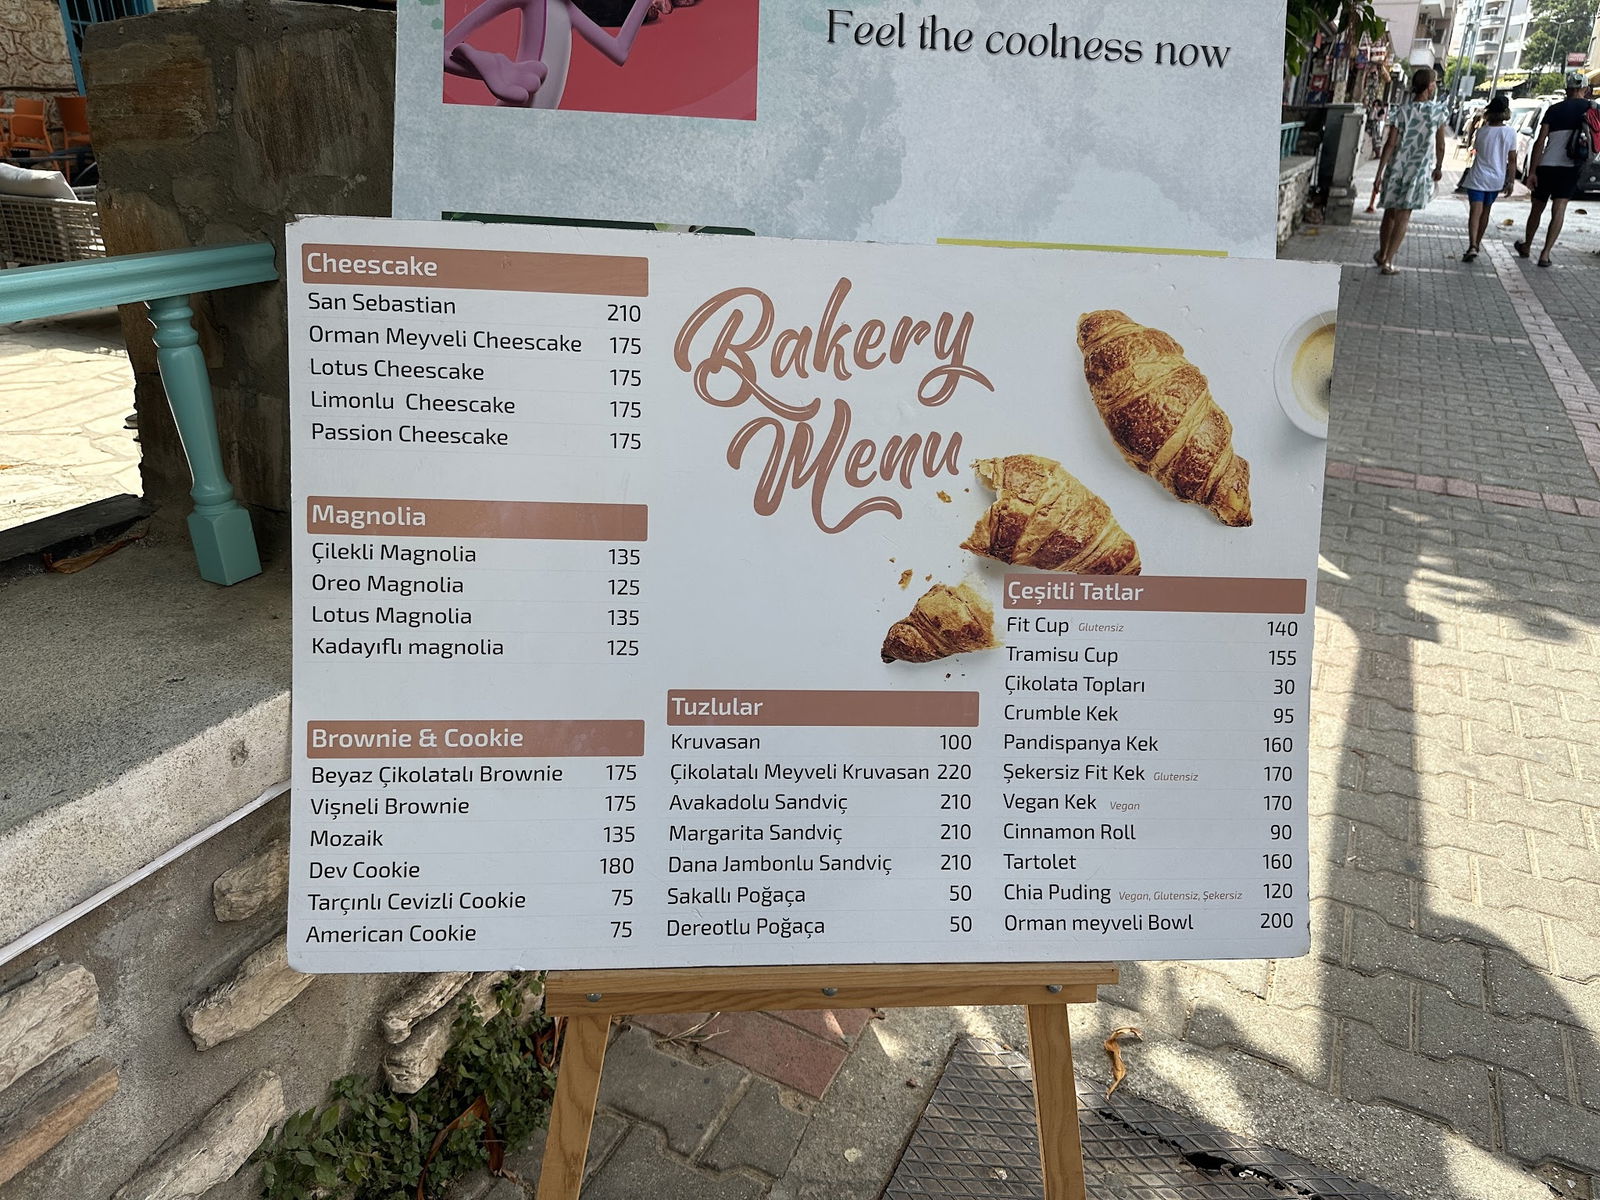 Feel the coolness now
Cheescake
San Sebastian 210
Orman Meyveli Cheescake 175
Lotus Cheescake 175
Limonlu Cheescake 175
Passion Cheescake 175
Magnolia
Çilekli Magnolia 135
Oreo Magnolia 125
Lotus Magnolia 135
Kadayıflı magnolia 125
Brownie & Cookie
Beyaz Çikolatalı Brownie 175
Vişneli Brownie 175
Mozaik 135
Dev Cookie 180
Tarçınlı Cevizli Cookie 75
American Cookie 75
Bakery
Menu
Tuzlular
Kruvasan 100
Çikolatalı Meyveli Kruvasan 220
Avakadolu Sandviç 210
Margarita Sandviç 210
Dana Jambonlu Sandviç 210
Sakallı Poğaça 50
Dereotlu Poğaça 50
Çeşitli Tatlar
Fit Cup Glutensiz 140
Tramisu Cup 155
Çikolata Topları 30
Crumble Kek 95
Pandispanya Kek 160
Şekersiz Fit Kek Glutensiz 170
Vegan Kek Vegan 170
Cinnamon Roll 90
Tartolet 160
Chia Puding Vegan, Glutensiz, Şekersiz 120
Orman meyveli Bowl 200